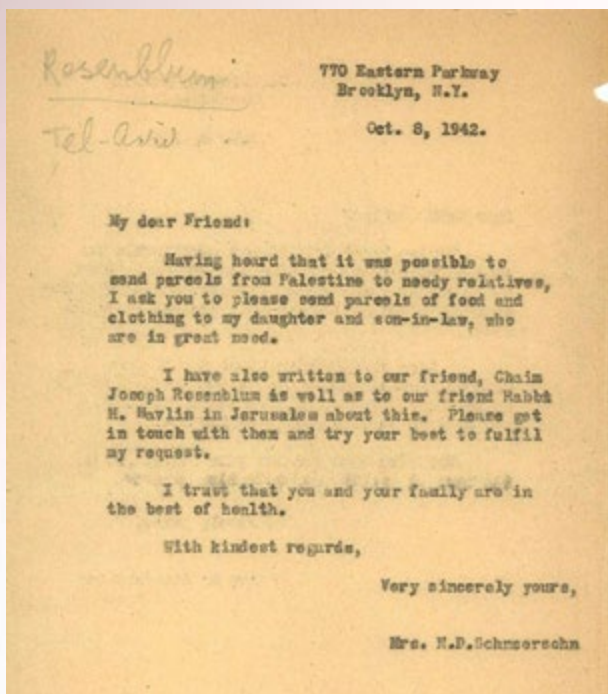 Rosenblum
Tel-Aviv
770 Eastern Parkway
Brooklyn, N.Y.
Oct. 8, 1942.
My dear Friend:
Having heard that it was possible to
send parcels from Palestine to needy relatives,
I ask you to please send parcels of food and
clothing to my daughter and son-in-law, who
are in great need.
I have also written to our friend, Chaim
Joseph Rosenblum as well as to our friend Rabbi
H. Havlin in Jerusalem about this. Please get
in touch with them and try your best to fulfil
my request.
I trust that you and your family are in
the best of health.
With kindest regards,
Very sincerely yours,
Mrs. N.D. Schneersohn